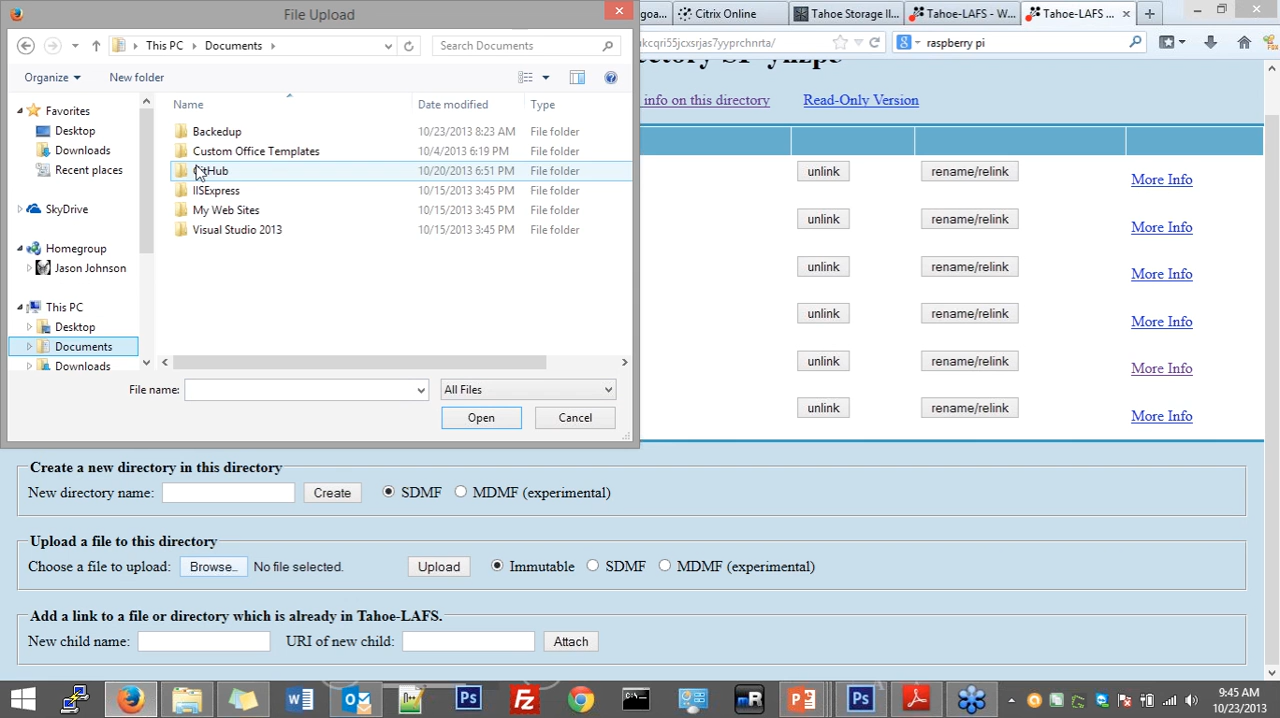 File Upload
goa...
Citrix Online
Tahoe Storage Il...
Tahoe-LAFS - W...
Tahoe-LAFS ...
This PC
Documents
Search Documents
kcqri55jcxsrjas7yyprchnrta/
raspberry pi
Organize
New folder
info on this directory
Read-Only Version
Favorites
Desktop
Downloads
Recent places
SkyDrive
Homegroup
Jason Johnson
This PC
Desktop
Documents
Downloads
Name
Date modified
Type
Backedup
10/23/2013 8:23 AM
File folder
Custom Office Templates
10/4/2013 6:19 PM
File folder
GitHub
10/20/2013 6:51 PM
File folder
IISExpress
10/15/2013 3:45 PM
File folder
My Web Sites
10/15/2013 3:45 PM
File folder
Visual Studio 2013
10/15/2013 3:45 PM
File folder
File name:
All Files
Open
Cancel
unlink
rename/relink
More Info
unlink
rename/relink
More Info
unlink
rename/relink
More Info
unlink
rename/relink
More Info
unlink
rename/relink
More Info
unlink
rename/relink
More Info
Create a new directory in this directory
New directory name:
Create
SDMF
MDMF (experimental)
Upload a file to this directory
Choose a file to upload:
Browse..
No file selected.
Upload
Immutable
SDMF
MDMF (experimental)
Add a link to a file or directory which is already in Tahoe-LAFS.
New child name:
URI of new child:
Attach
9:45 AM
10/23/2013